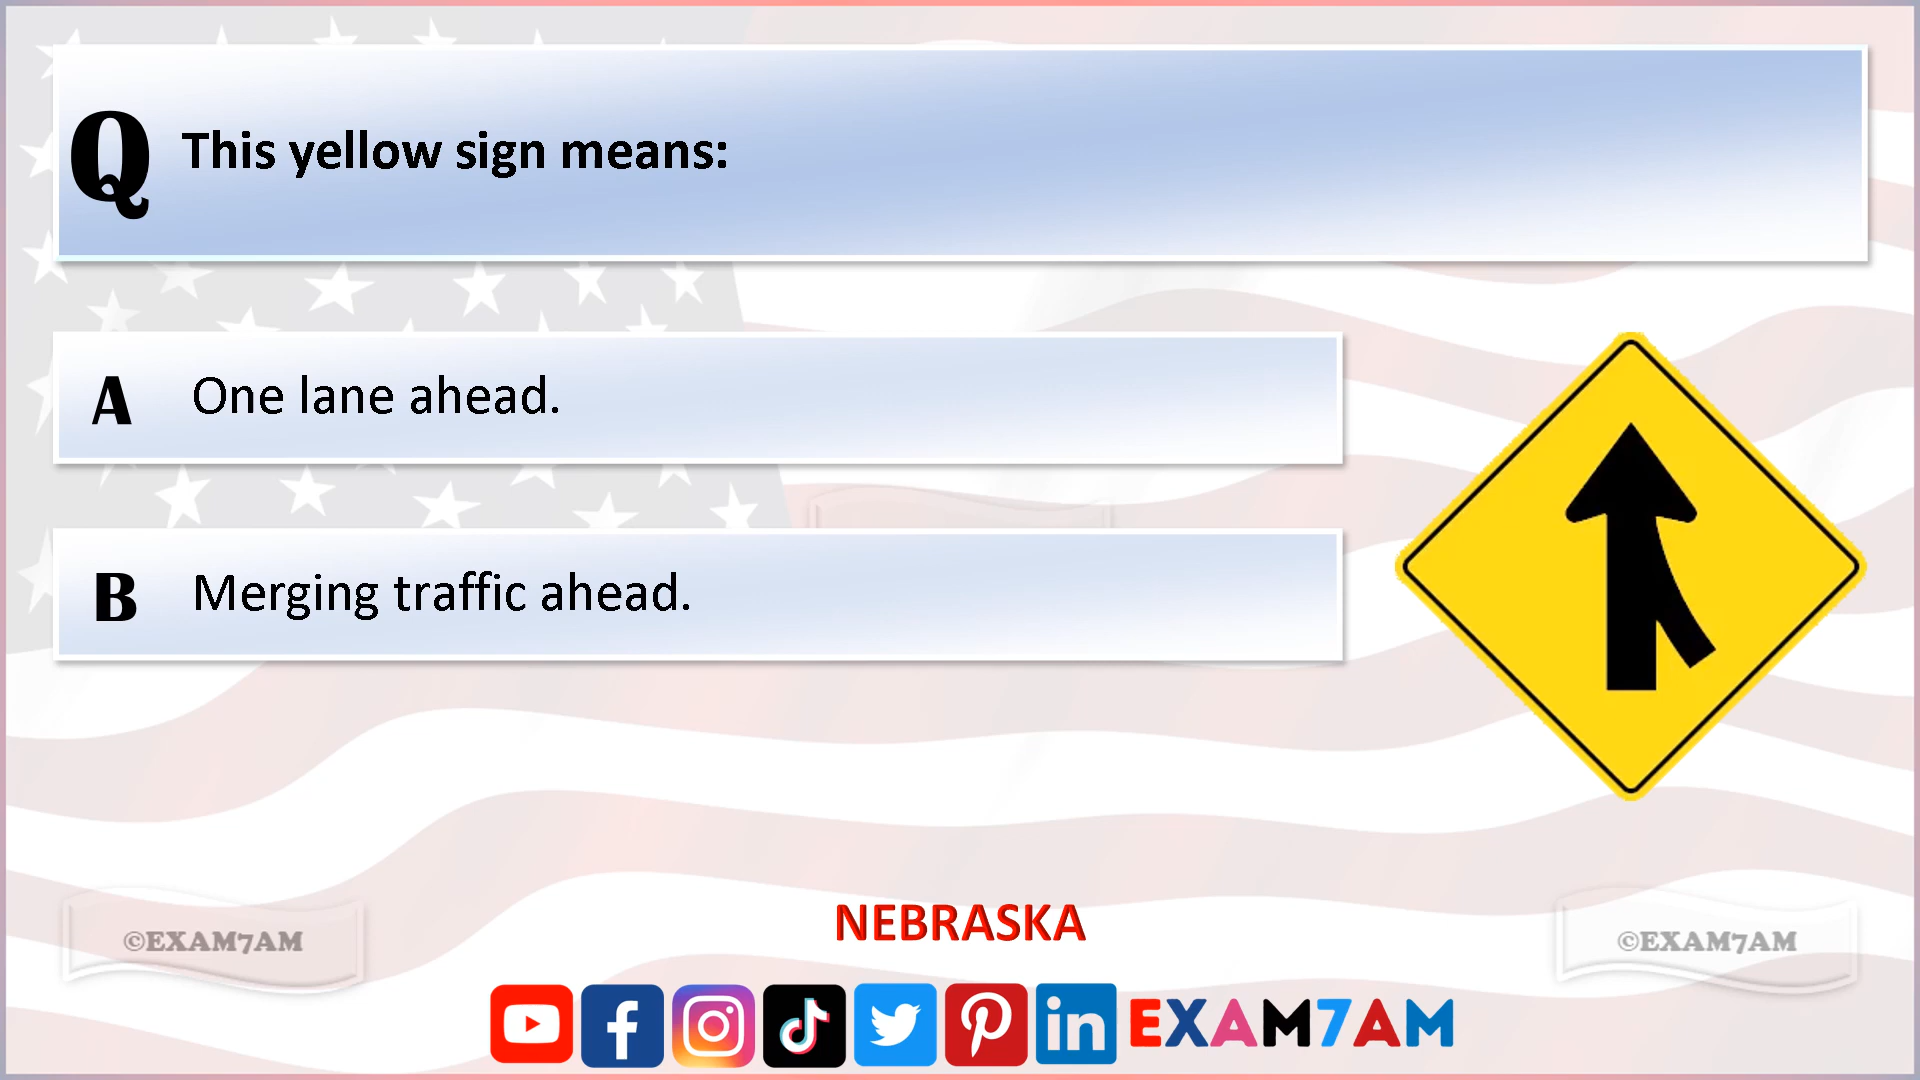 Q This yellow sign means:
A One lane ahead.
B Merging traffic ahead.
NEBRASKA
©EXAM7AM
©EXAM7AM
EXAM7AM